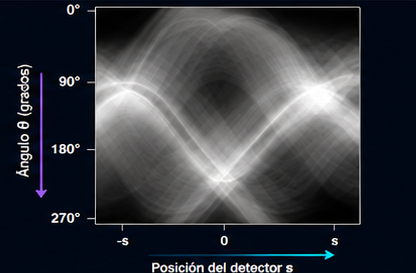 0°
90°
180°
270°
Ángulo θ (grados)
-s
0
s
Posición del detector s